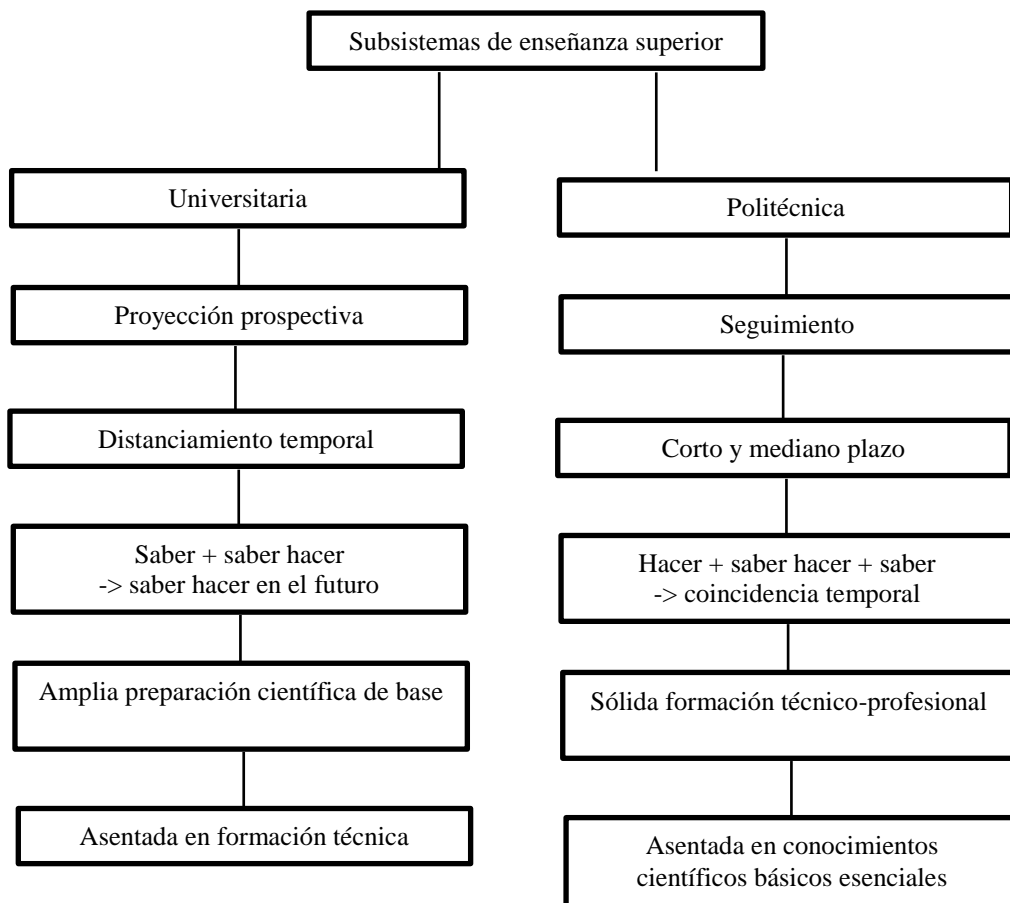 Subsistemas de enseñanza superior
Universitaria
Politécnica
Proyección prospectiva
Seguimiento
Distanciamiento temporal
Corto y mediano plazo
Saber + saber hacer
-> saber hacer en el futuro
Hacer + saber hacer + saber
-> coincidencia temporal
Amplia preparación científica de base
Sólida formación técnico-profesional
Asentada en formación técnica
Asentada en conocimientos
científicos básicos esenciales